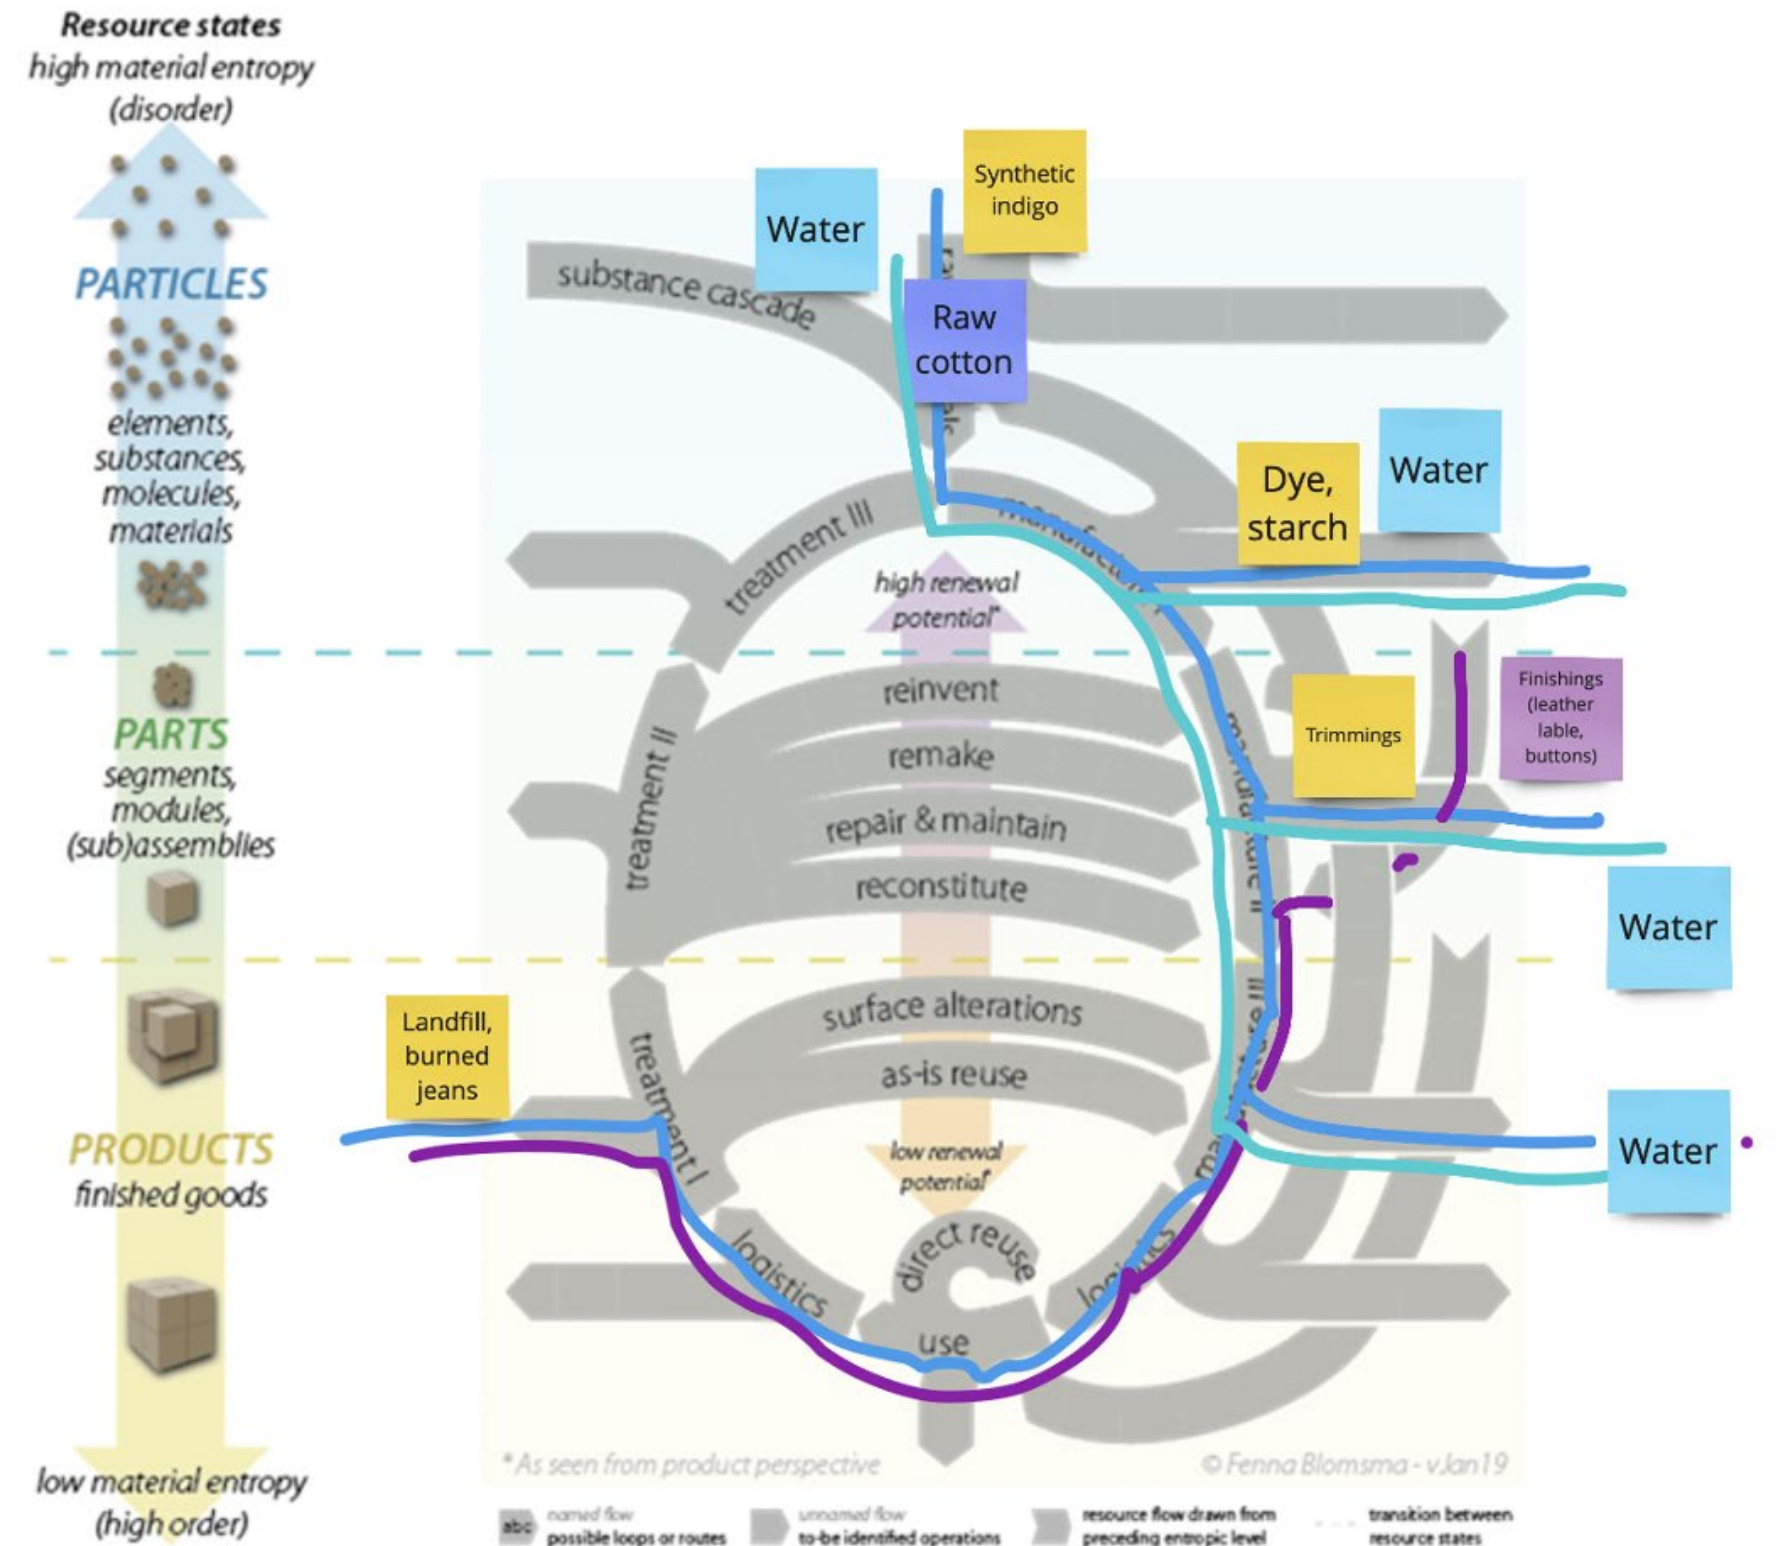 Resource states
high material entropy
(disorder)
PARTICLES
elements,
substances,
molecules,
materials
PARTS
segments,
modules,
(sub)assemblies
PRODUCTS
finished goods
low material entropy
(high order)
Water
Synthetic
indigo
substance cascade
Raw
cotton
Dye,
starch
Water
treatment III
high renewal
potential*
reinvent
remake
repair & maintain
reconstitute
treatment II
manufacture II
Trimmings
Finishings
(leather
lable,
buttons)
Water
surface alterations
as-is reuse
Landfill,
burned
jeans
treatment I
low renewal
potential*
Water
logistics
direct reuse
use
logistics
* As seen from product perspective
© Fenna Blomsma - v.Jan19
abc
named flow
possible loops or routes
unnamed flow
to-be identified operations
resource flow drawn from
preceding entropic level
transition between
resource states